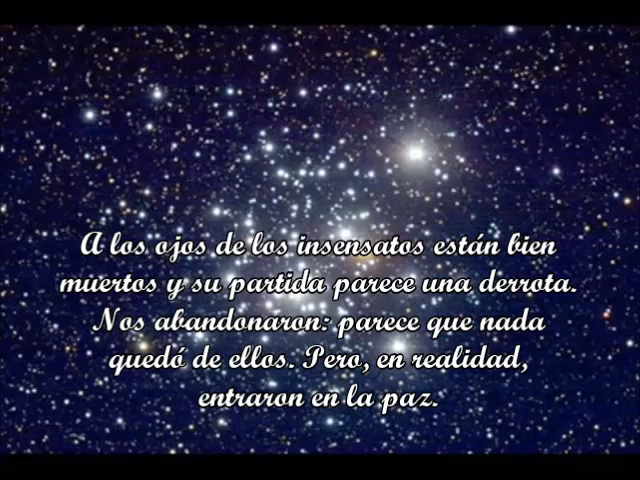 A los ojos de los insensatos están bien
muertos y su partida parece una derrota.
Nos abandonaron: parece que nada
quedó de ellos. Pero, en realidad,
entraron en la paz.